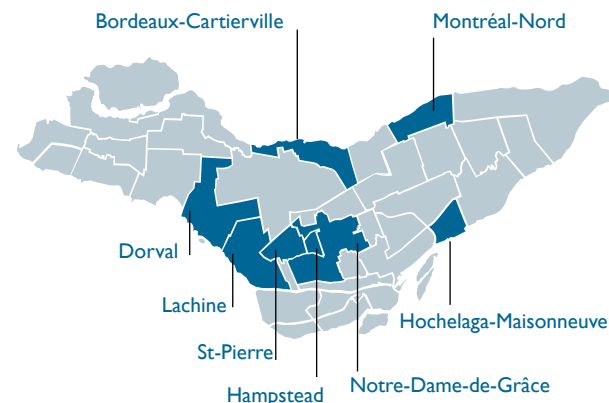 Bordeaux-Cartierville
Montréal-Nord
Dorval
Lachine
Hochelaga-Maisonneuve
St-Pierre
Hampstead
Notre-Dame-de-Grâce